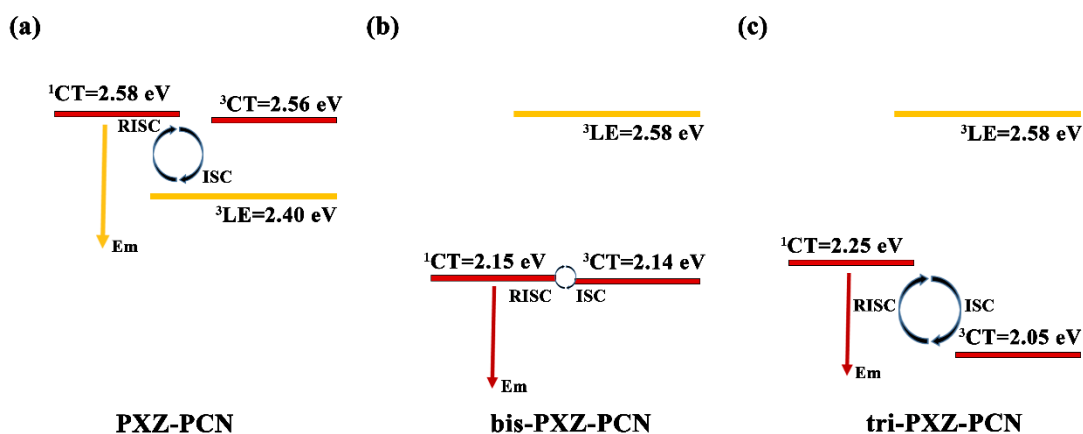 (a)
¹CT=2.58 eV
³CT=2.56 eV
RISC
ISC
³LE=2.40 eV
Em
PXZ-PCN
(b)
³LE=2.58 eV
¹CT=2.15 eV
³CT=2.14 eV
RISC
ISC
Em
bis-PXZ-PCN
(c)
³LE=2.58 eV
¹CT=2.25 eV
RISC
ISC
³CT=2.05 eV
Em
tri-PXZ-PCN